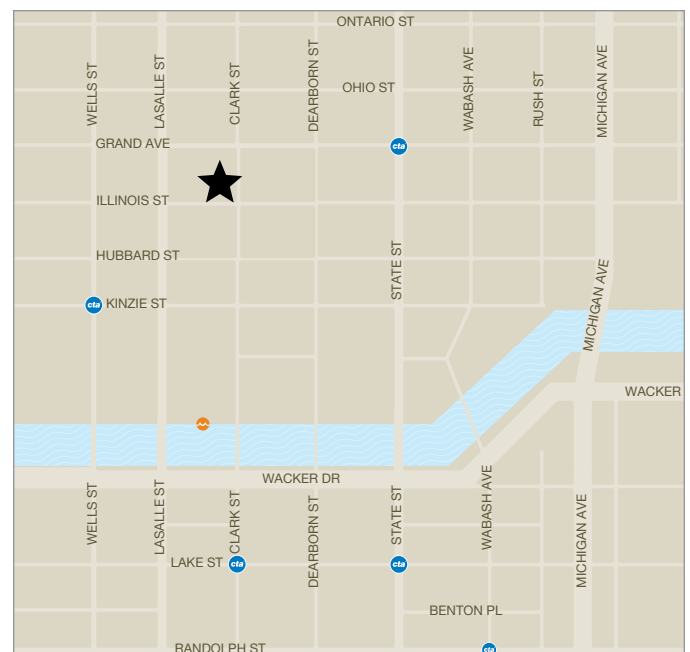 ONTARIO ST
WELLS ST
LASALLE ST
CLARK ST
DEARBORN ST
OHIO ST
WABASH AVE
RUSH ST
MICHIGAN AVE
GRAND AVE
cta
ILLINOIS ST
HUBBARD ST
STATE ST
MICHIGAN AVE
cta
KINZIE ST
WACKER
WACKER DR
WELLS ST
LASALLE ST
CLARK ST
DEARBORN ST
STATE ST
WABASH AVE
MICHIGAN AVE
LAKE ST
cta
cta
BENTON PL
RANDOLPH ST
cta